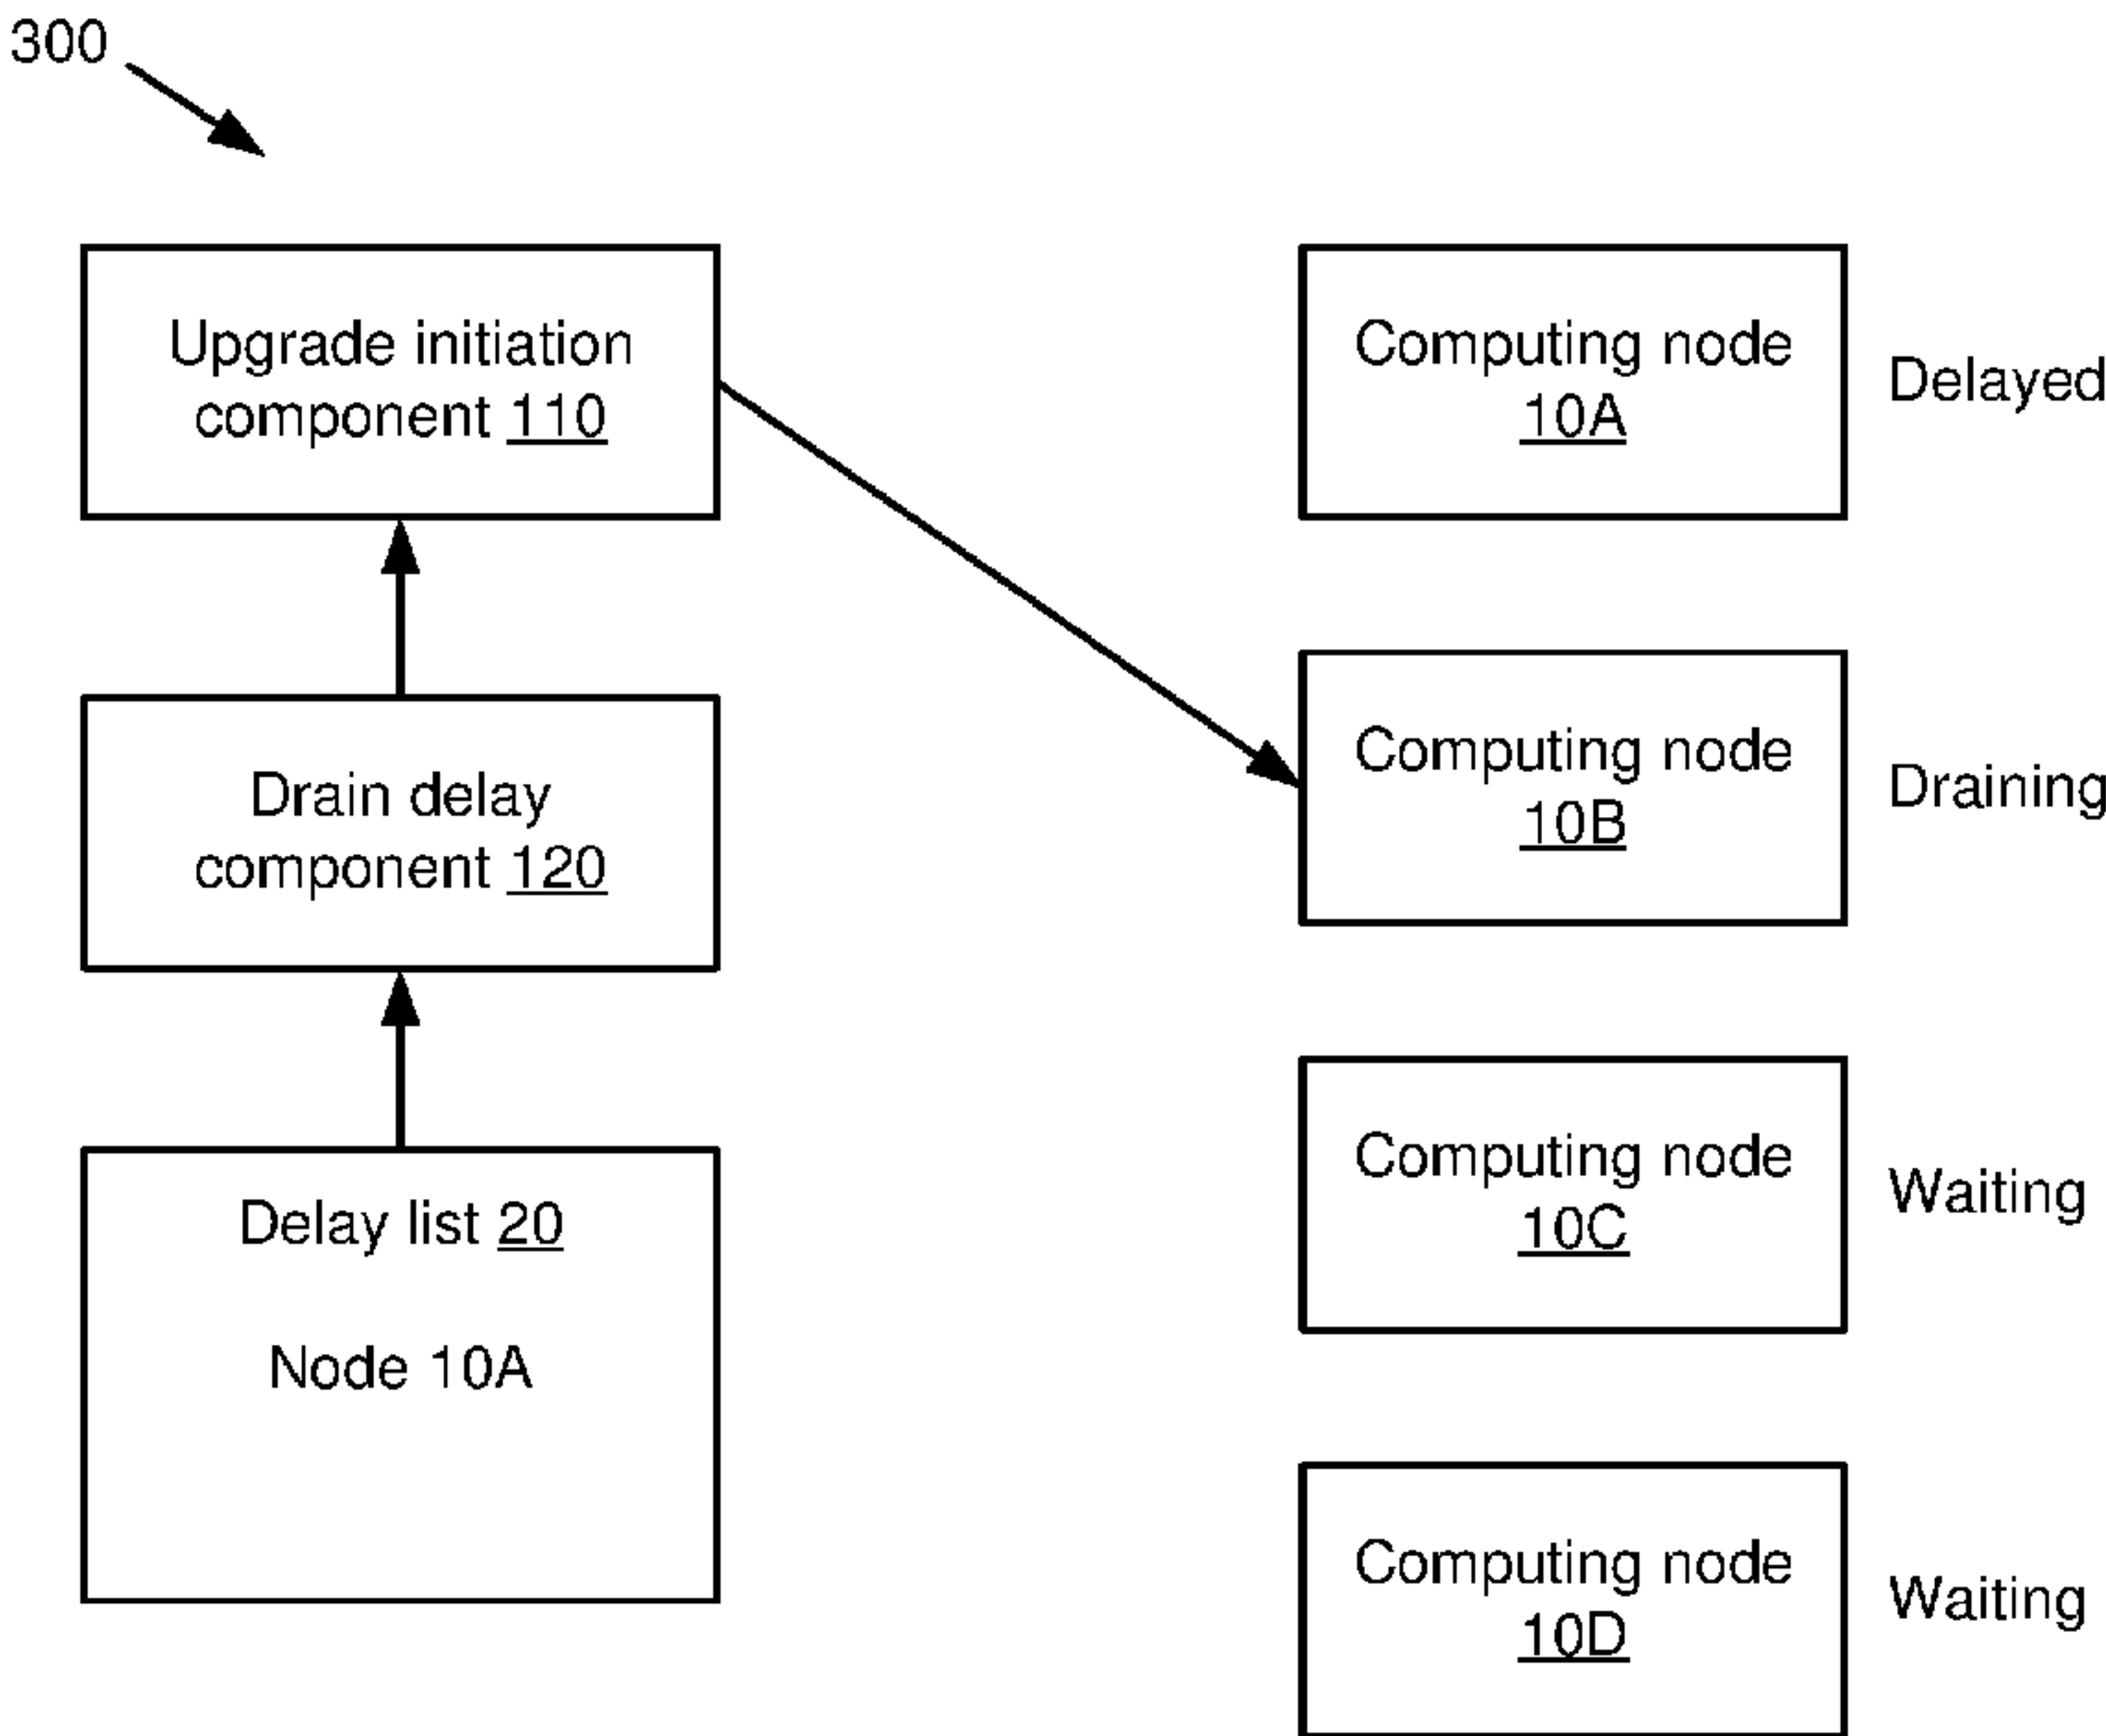 300
Upgrade initiation
component 110
Drain delay
component 120
Delay list 20
Node 10A
Computing node
10A
Delayed
Computing node
10B
Draining
Computing node
10C
Waiting
Computing node
10D
Waiting